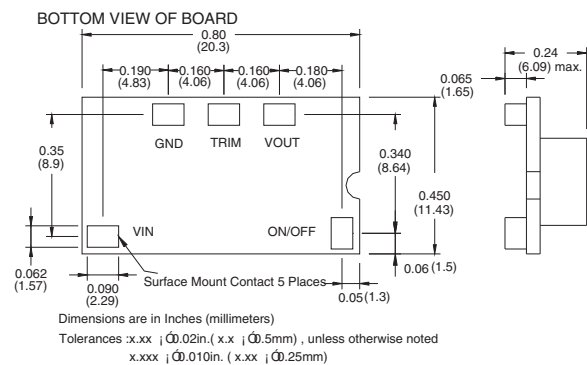 BOTTOM VIEW OF BOARD
0.80
(20.3)
0.24
(6.09) max.
0.190
(4.83)
0.160
(4.06)
0.160
(4.06)
0.180
(4.06)
0.065
(1.65)
GND
TRIM
VOUT
0.35
(8.9)
0.340
(8.64)
0.450
(11.43)
VIN
ON/OFF
0.062
(1.57)
0.090
(2.29)
Surface Mount Contact 5 Places
0.06 (1.5)
0.05 (1.3)
Dimensions are in Inches (millimeters)
Tolerances :x.xx ¡Ó0.02in.( x.x ¡Ó0.5mm) , unless otherwise noted
x.xxx ¡Ó0.010in. ( x.xx ¡Ó0.25mm)